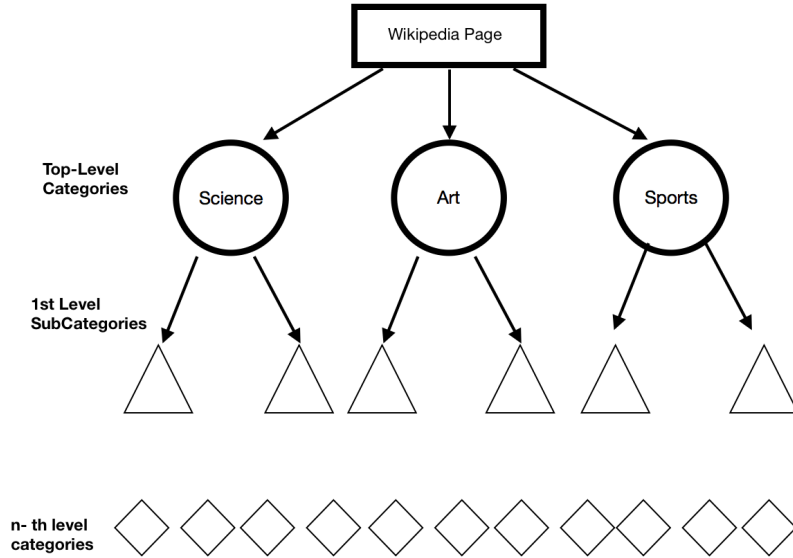 Wikipedia Page
Top-Level
Categories
Science
Art
Sports
1st Level
SubCategories
n- th level
categories